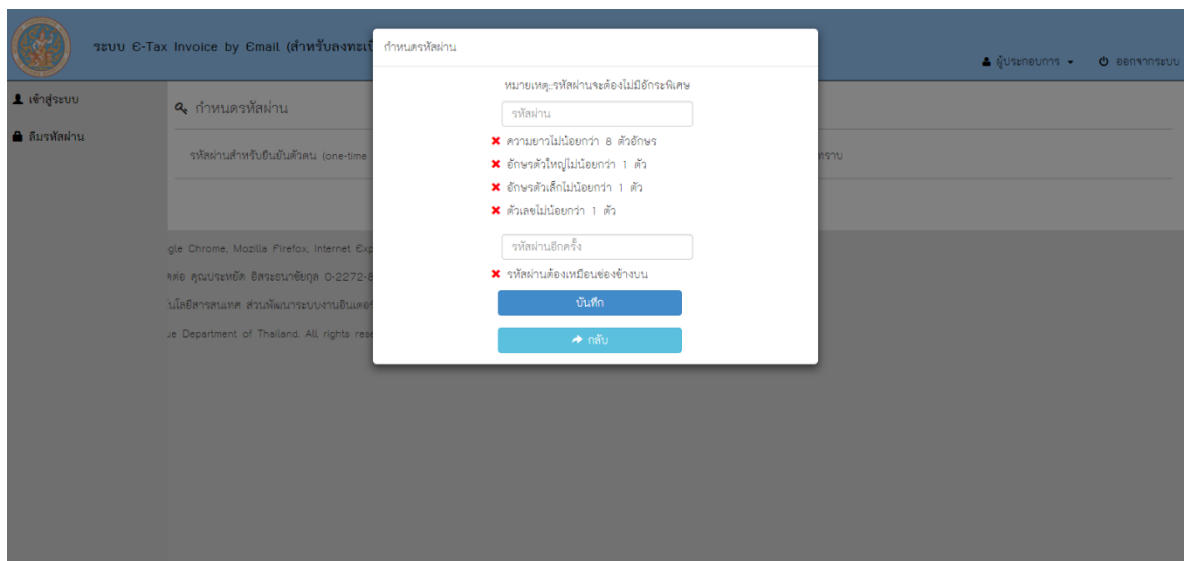 ระบบ E-Tax Invoice by Email (สำหรับลงทะเบี
ผู้ประกอบการ
ออกจากระบบ
เข้าสู่ระบบ
ลืมรหัสผ่าน
กำหนดรหัสผ่าน
รหัสผ่านสำหรับยืนยันตัวตน (one-time
ทราบ
gle Chrome, Mozilla Firefox, Internet Exp
คุณประหยัด อิสระธนาชัยกุล 0-2272-8
นโลยีสารสนเทศ ส่วนพัฒนาระบบงานอินเตอร์
ue Department of Thailand. All rights rese
กำหนดรหัสผ่าน
หมายเหตุ:รหัสผ่านจะต้องไม่มีอักระพิเศษ
รหัสผ่าน
ความยาวไม่น้อยกว่า 8 ตัวอักษร
อักษรตัวใหญ่ไม่น้อยกว่า 1 ตัว
อักษรตัวเล็กไม่น้อยกว่า 1 ตัว
ตัวเลขไม่น้อยกว่า 1 ตัว
รหัสผ่านอีกครั้ง
รหัสผ่านต้องเหมือนช่องข้างบน
บันทึก
กลับ